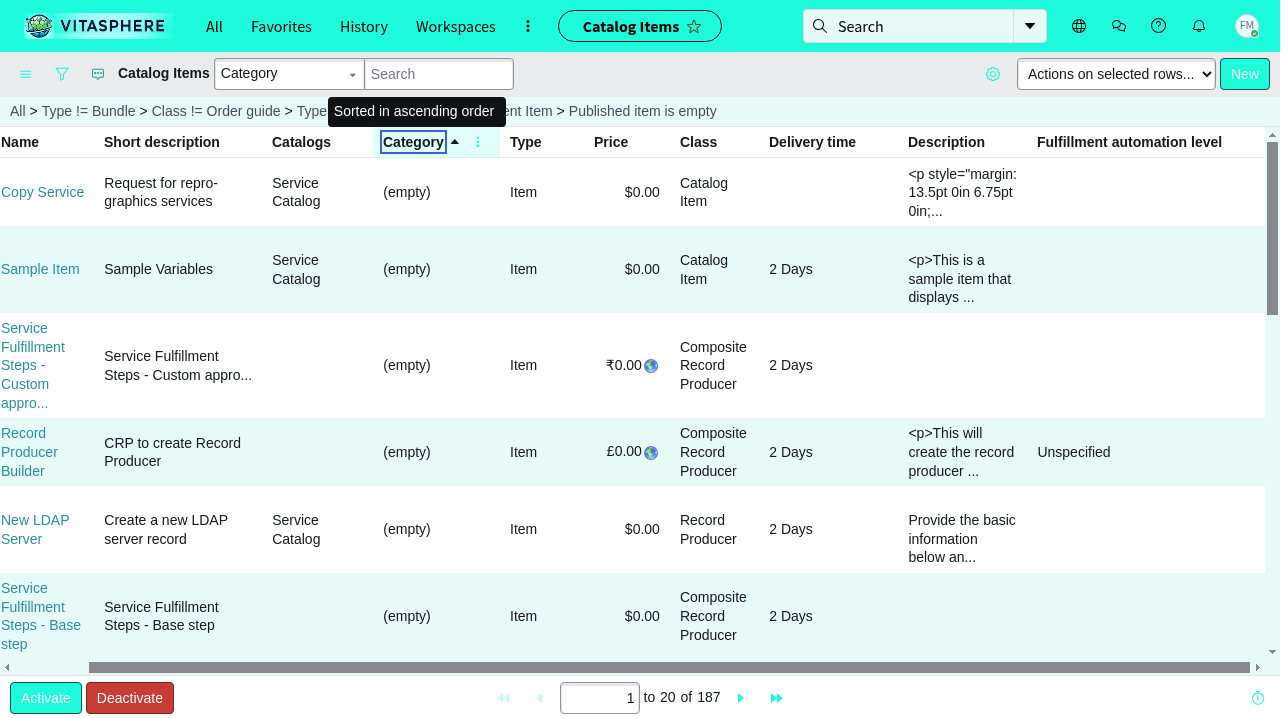 VITASPHERE All Favorites History Workspaces Catalog Items Search FM
Catalog Items Category Search Actions on selected rows... New
All > Type != Bundle > Class != Order guide > Type
nt Item > Published item is empty
Sorted in ascending order
Name Short description Catalogs Category Type Price Class Delivery time Description Fulfillment automation level
Copy Service
Request for repro-
graphics services
Service
Catalog
(empty)
Item
$0.00
Catalog
Item
<p style="margin:
13.5pt 0in 6.75pt
0in;...
Sample Item
Sample Variables
Service
Catalog
(empty)
Item
$0.00
Catalog
Item
2 Days
<p>This is a
sample item that
displays ...
Service
Fulfillment
Steps -
Custom
appro...
Service Fulfillment
Steps - Custom appro...
(empty)
Item
₹0.00
Composite
Record
Producer
2 Days
Record
Producer
Builder
CRP to create Record
Producer
(empty)
Item
£0.00
Composite
Record
Producer
2 Days
<p>This will
create the record
producer ...
Unspecified
New LDAP
Server
Create a new LDAP
server record
Service
Catalog
(empty)
Item
$0.00
Record
Producer
2 Days
Provide the basic
information
below an...
Service
Fulfillment
Steps - Base
step
Service Fulfillment
Steps - Base step
(empty)
Item
$0.00
Composite
Record
Producer
2 Days
Activate Deactivate 1 to 20 of 187